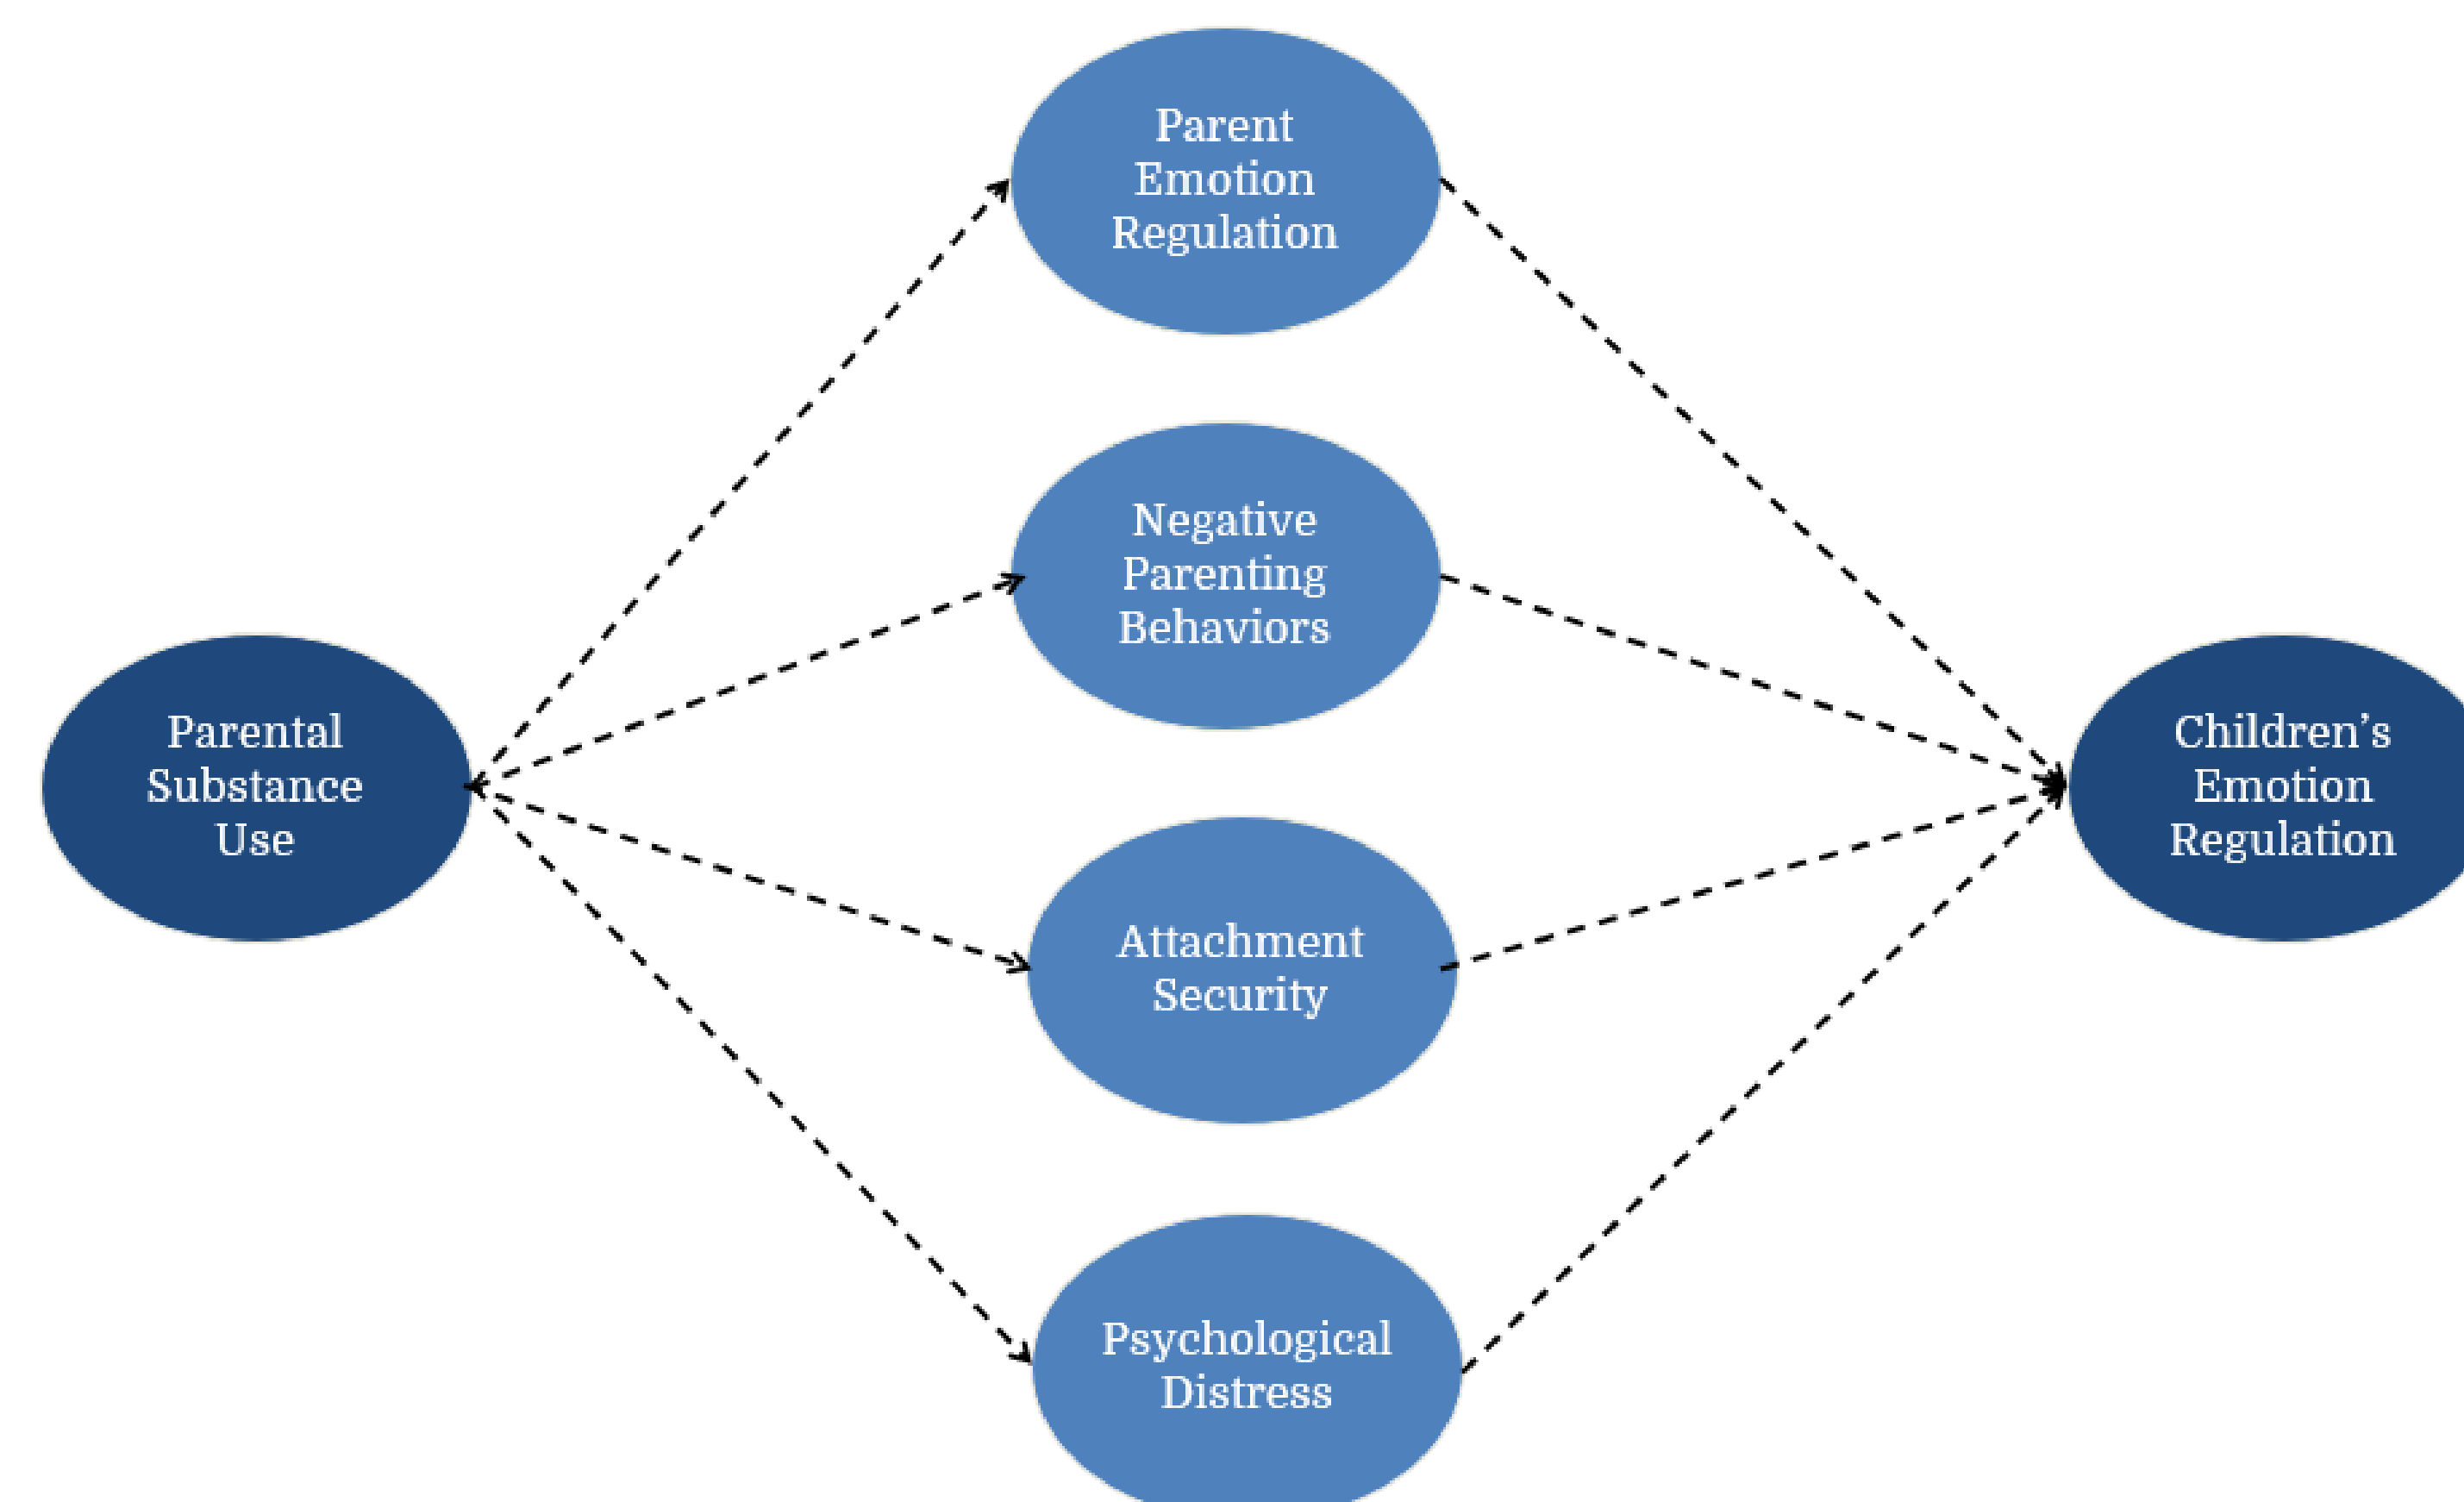 Parent
Emotion
Regulation
Negative
Parenting
Behaviors
Parental
Substance
Use
Children’s
Emotion
Regulation
Attachment
Security
Psychological
Distress